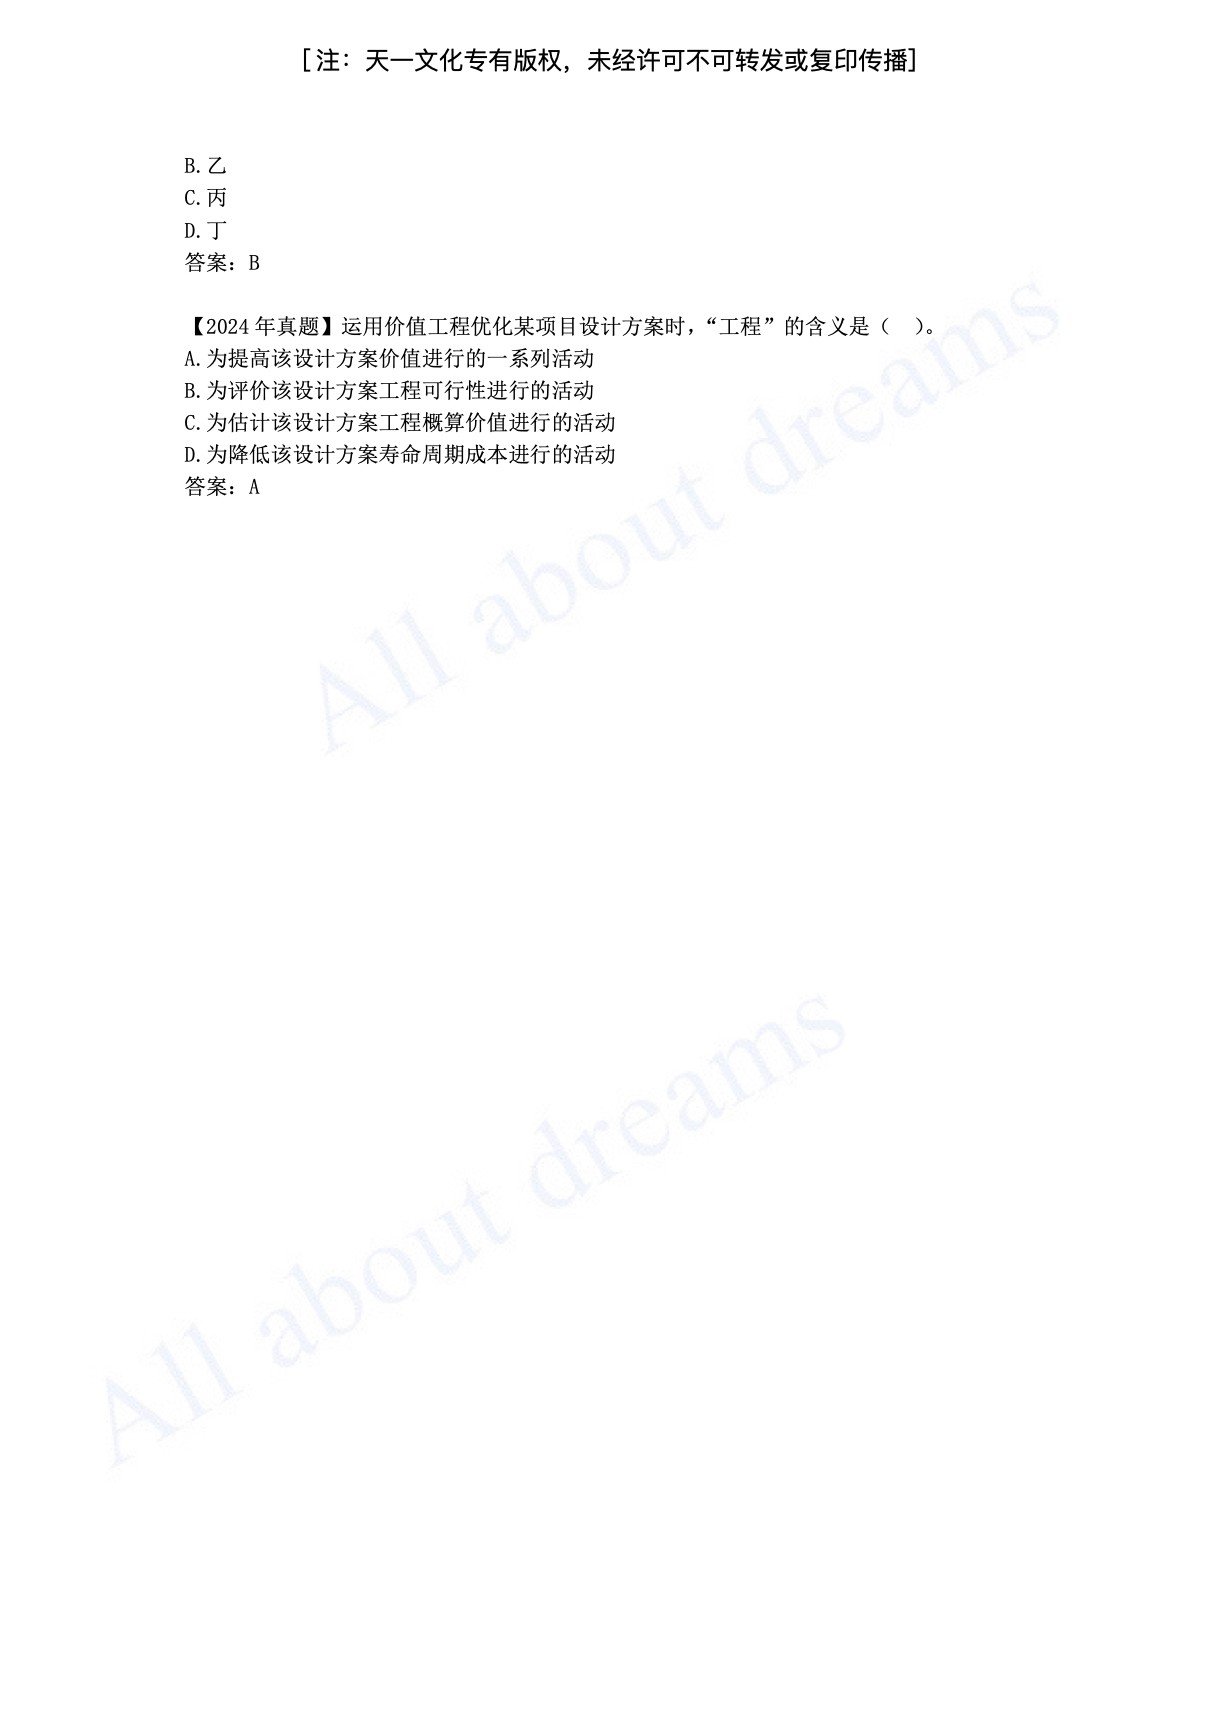 [注：天一文化专有版权，未经许可不可转发或复印传播]
B.乙
C.丙
D.丁
答案：B
【2024年真题】运用价值工程优化某项目设计方案时，“工程”的含义是（ ）。
A.为提高该设计方案价值进行的一系列活动
B.为评价该设计方案工程可行性进行的活动
C.为估计该设计方案工程概算价值进行的活动
D.为降低该设计方案寿命周期成本进行的活动
答案：A
All about dreams
All about dreams